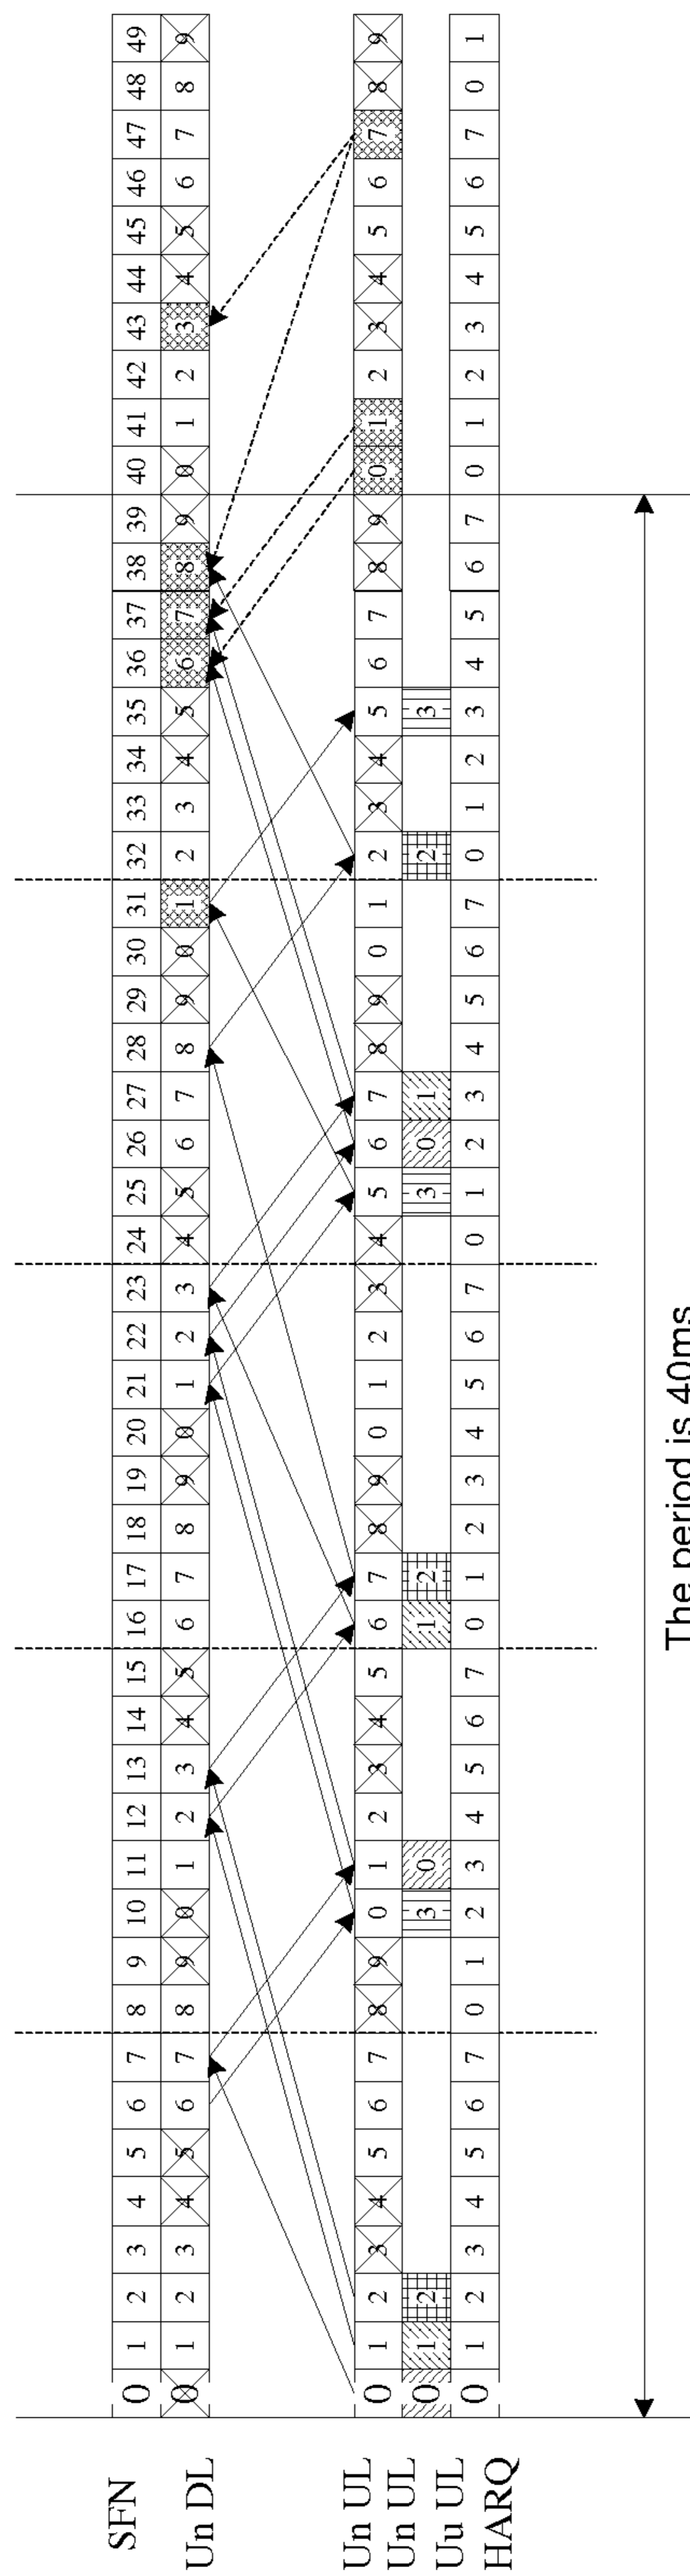 SFN 0 1 2 3 4 5 6 7 8 9 10 11 12 13 14 15 16 17 18 19 20 21 22 23 24 25 26 27 28 29 30 31 32 33 34 35 36 37 38 39 40 41 42 43 44 45 46 47 48 49
Un DL 0 1 2 3 4 5 6 7 8 9 0 1 2 3 4 5 6 7 8 9 0 1 2 3 4 5 6 7 8 9 0 1 2 3 4 5 6 7 8 9 0 1 2 3 4 5 6 7 8 9
Un UL 0 1 2 3 4 5 6 7 8 9 0 1 2 3 4 5 6 7 8 9 0 1 2 3 4 5 6 7 8 9 0 1 2 3 4 5 6 7 8 9 0 1 2 3 4 5 6 7 8 9
Un UL 0 1 2 3 0 1 2 3 0 1 2 3
Uu UL 0 1 2 3 4 5 6 7 0 1 2 3 4 5 6 7 0 1 2 3 4 5 6 7 0 1 2 3 4 5 6 7 0 1 2 3 4 5 6 7 0 1 2 3 4 5 6 7 0 1
HARQ
The period is 40ms